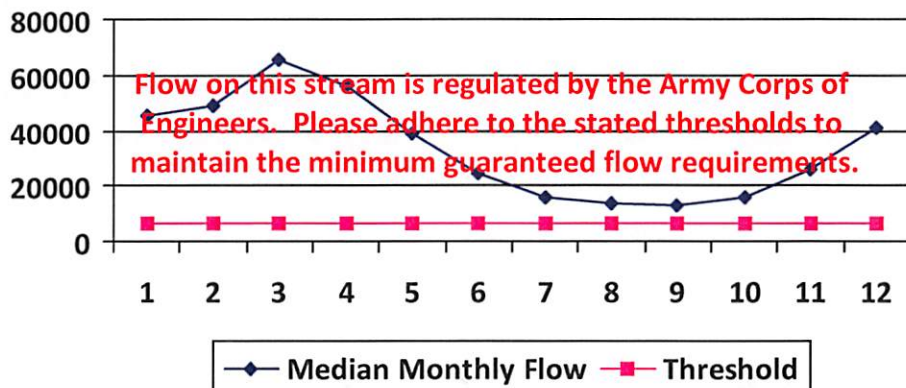 80000
60000
40000
20000
0
Flow on this stream is regulated by the Army Corps of
Engineers. Please adhere to the stated thresholds to
maintain the minimum guaranteed flow requirements.
1 2 3 4 5 6 7 8 9 10 11 12
Median Monthly Flow Threshold